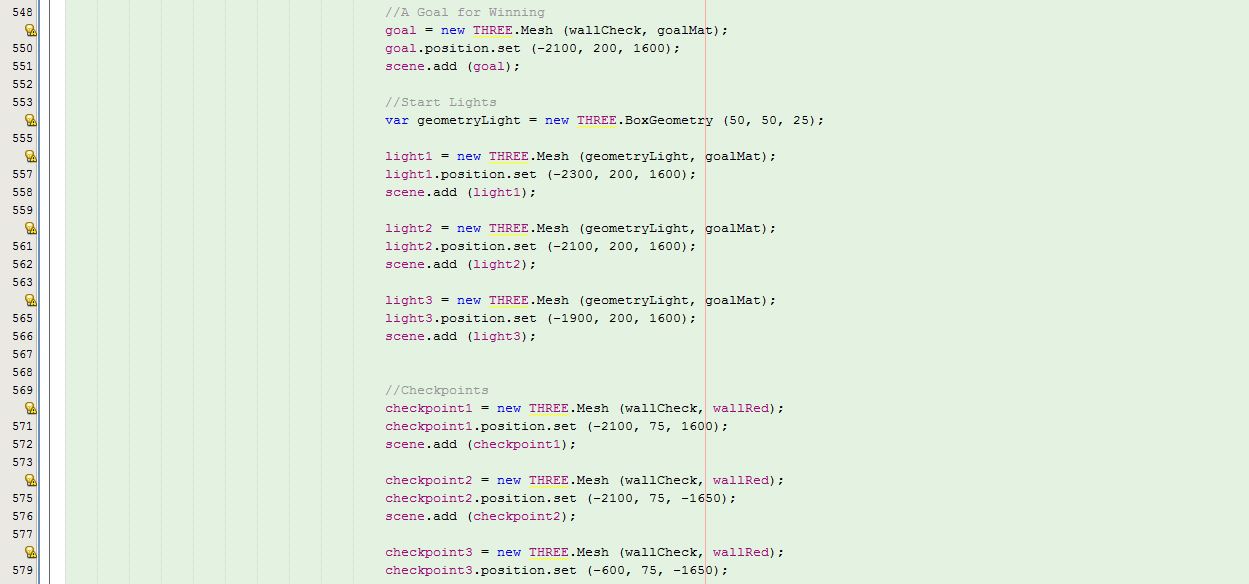 548 //A Goal for Winning
goal = new THREE.Mesh (wallCheck, goalMat);
550 goal.position.set (-2100, 200, 1600);
551 scene.add (goal);
552
553 //Start Lights
var geometryLight = new THREE.BoxGeometry (50, 50, 25);
555
light1 = new THREE.Mesh (geometryLight, goalMat);
557 light1.position.set (-2300, 200, 1600);
558 scene.add (light1);
559
light2 = new THREE.Mesh (geometryLight, goalMat);
561 light2.position.set (-2100, 200, 1600);
562 scene.add (light2);
563
light3 = new THREE.Mesh (geometryLight, goalMat);
565 light3.position.set (-1900, 200, 1600);
566 scene.add (light3);
567
568
569 //Checkpoints
checkpoint1 = new THREE.Mesh (wallCheck, wallRed);
571 checkpoint1.position.set (-2100, 75, 1600);
572 scene.add (checkpoint1);
573
checkpoint2 = new THREE.Mesh (wallCheck, wallRed);
575 checkpoint2.position.set (-2100, 75, -1650);
576 scene.add (checkpoint2);
577
checkpoint3 = new THREE.Mesh (wallCheck, wallRed);
579 checkpoint3.position.set (-600, 75, -1650);